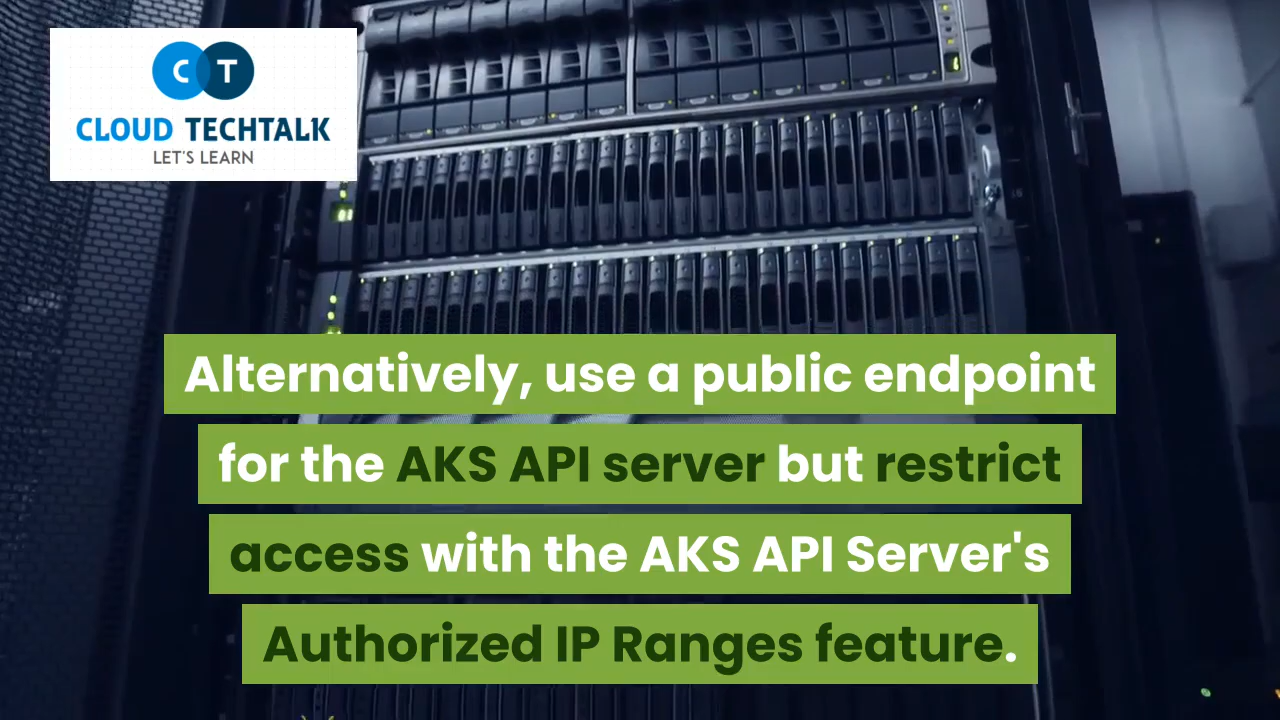 CT
CLOUD TECHTALK
LET'S LEARN
Alternatively, use a public endpoint
for the AKS API server but restrict
access with the AKS API Server's
Authorized IP Ranges feature.